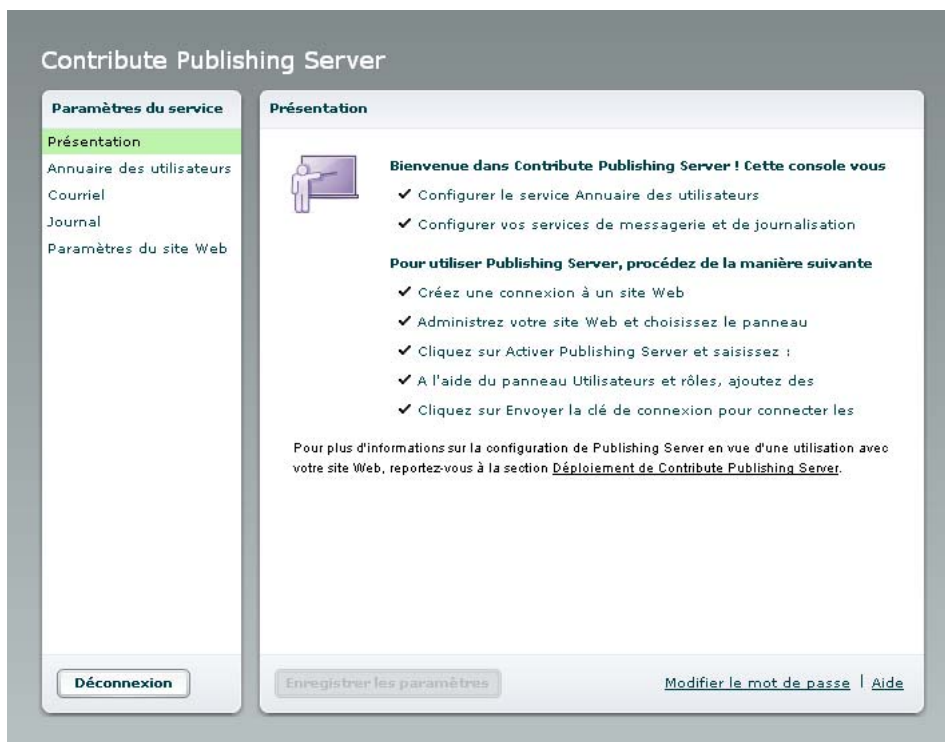 Contribute Publishing Server
Paramètres du service
Présentation
Annuaire des utilisateurs
Courriel
Journal
Paramètres du site Web
Déconnexion
Présentation
Bienvenue dans Contribute Publishing Server ! Cette console vous
✔ Configurer le service Annuaire des utilisateurs
✔ Configurer vos services de messagerie et de journalisation
Pour utiliser Publishing Server, procédez de la manière suivante
✔ Créez une connexion à un site Web
✔ Administrez votre site Web et choisissez le panneau
✔ Cliquez sur Activer Publishing Server et saisissez :
✔ A l'aide du panneau Utilisateurs et rôles, ajoutez des
✔ Cliquez sur Envoyer la clé de connexion pour connecter les
Pour plus d'informations sur la configuration de Publishing Server en vue d'une utilisation avec
votre site Web, reportez-vous à la section Déploiement de Contribute Publishing Server.
Enregistrer les paramètres
Modifier le mot de passe | Aide